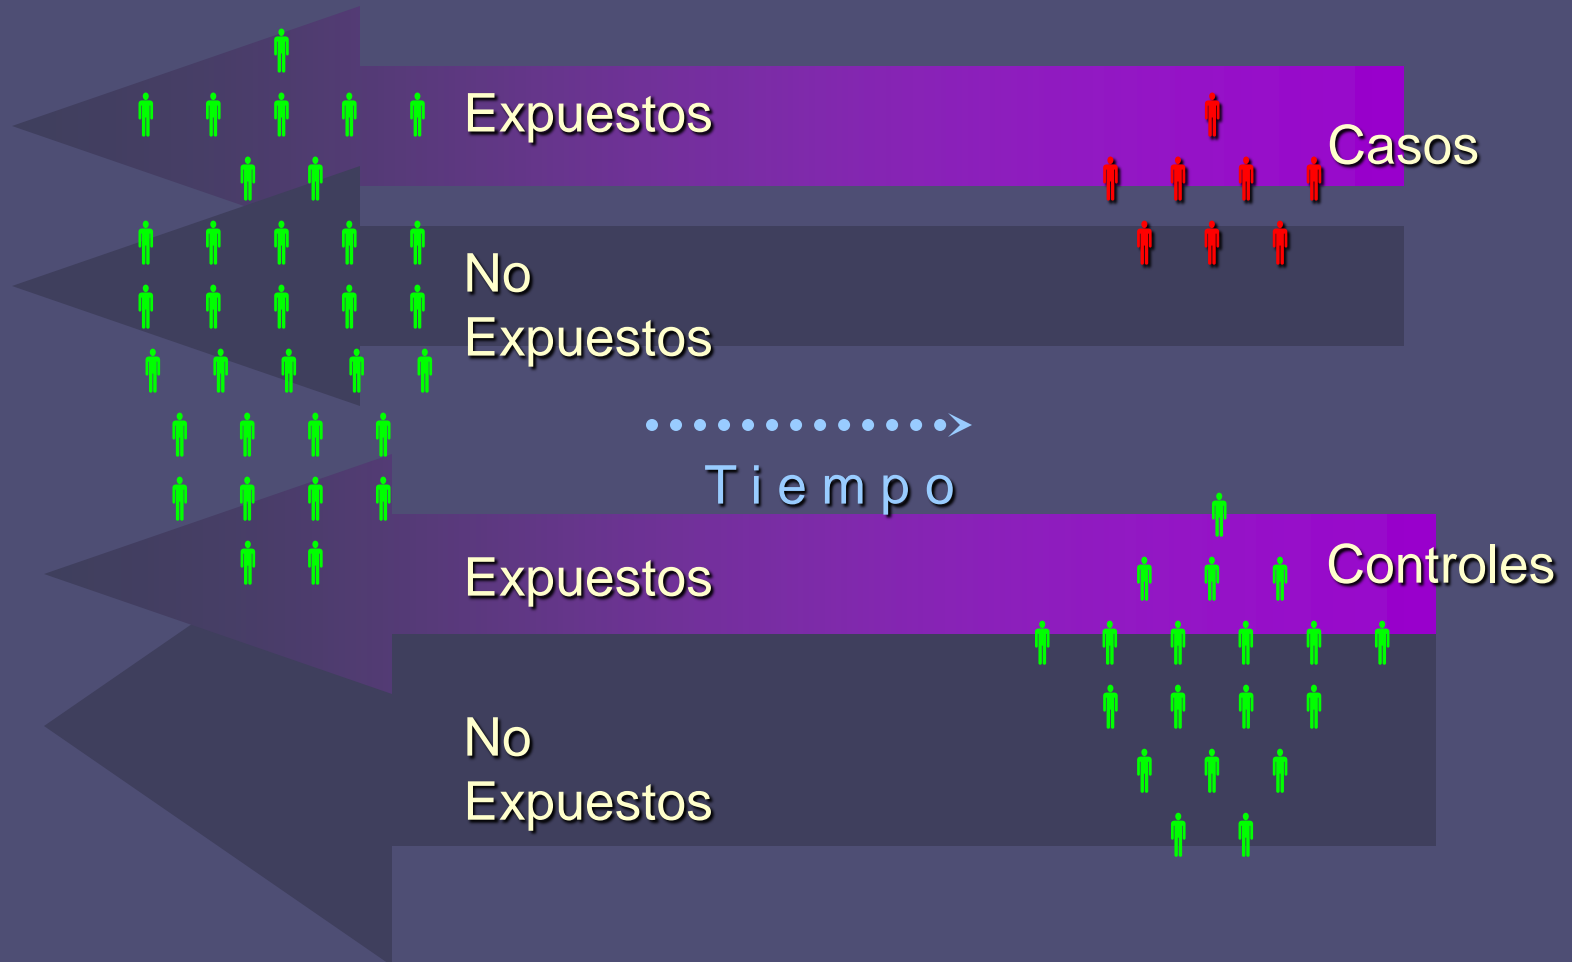 Expuestos
Casos
No
Expuestos
Tiempo
Expuestos
Controles
No
Expuestos